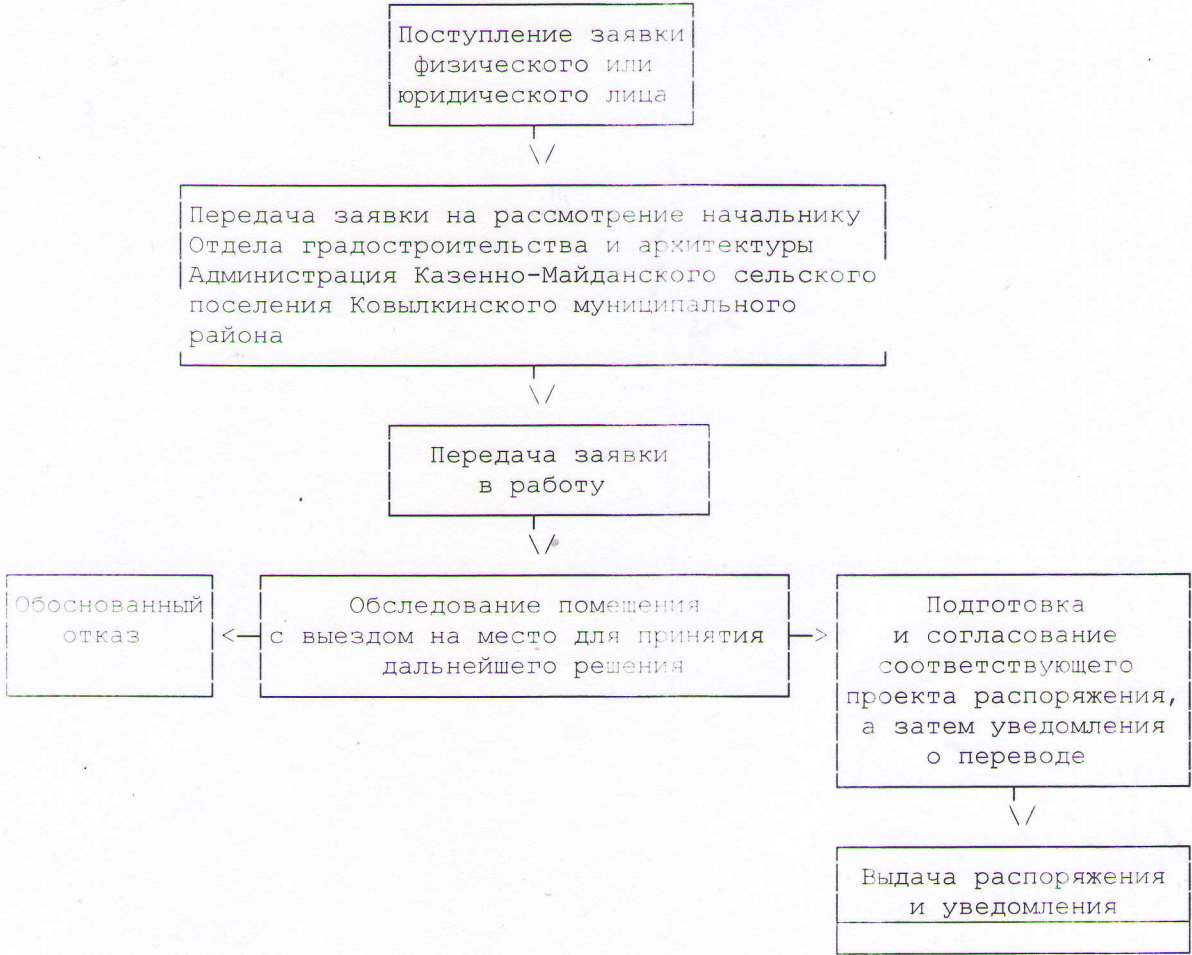 Поступление заявки
физического или
юридического лица
Передача заявки на рассмотрение начальнику
Отдела градостроительства и архитектуры
Администрация Казенно-Майданского сельского
поселения Ковылкинского муниципального
района
Передача заявки
в работу
Обоснованный
отказ
Обследование помещения
с выездом на место для принятия
дальнейшего решения
Подготовка
и согласование
соответствующего
проекта распоряжения,
а затем уведомления
о переводе
Выдача распоряжения
и уведомления